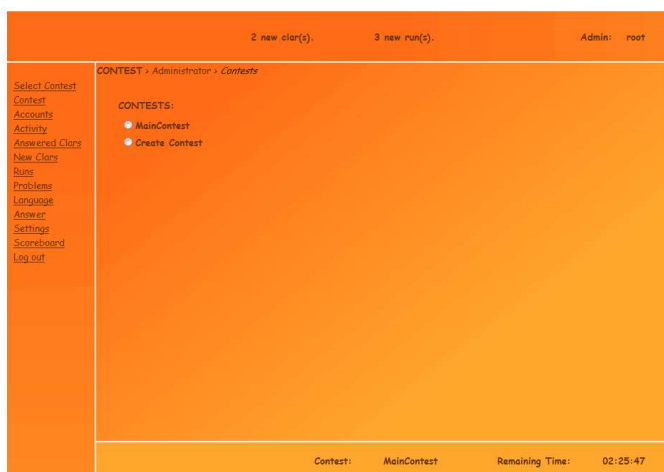 2 new clar(s). 3 new run(s). Admin: root
CONTEST > Administrator > Contests
Select Contest
Contest
Accounts
Activity
Answered Clars
New Clars
Runs
Problems
Language
Answer
Settings
Scoreboard
Log out
CONTESTS:
MainContest
Create Contest
Contest: MainContest Remaining Time: 02:25:47